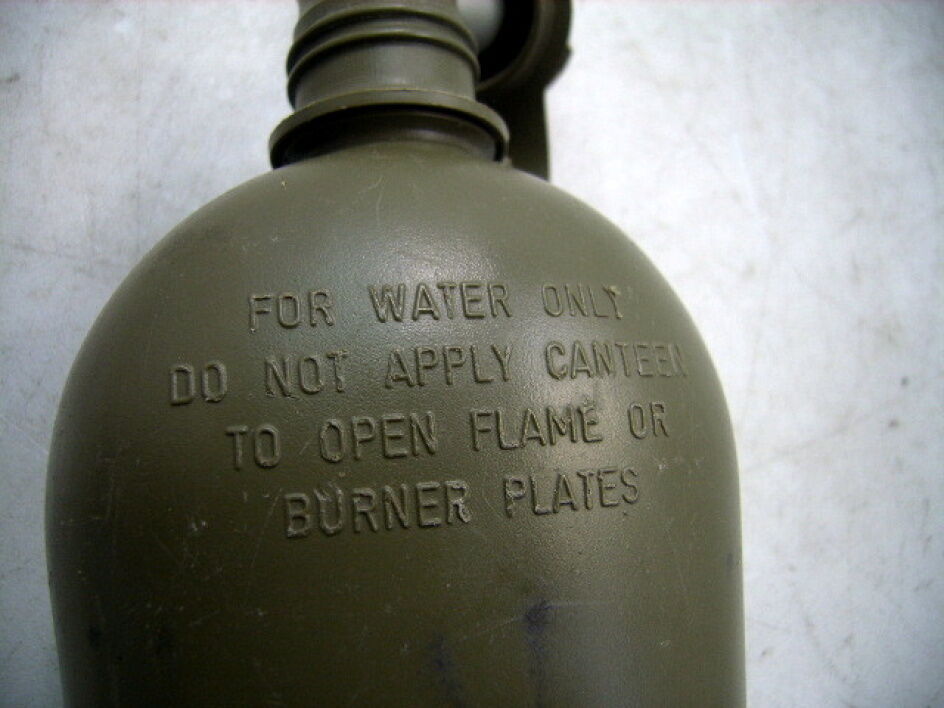 FOR WATER ONLY
DO NOT APPLY CANTEEN
TO OPEN FLAME OR
BURNER PLATES